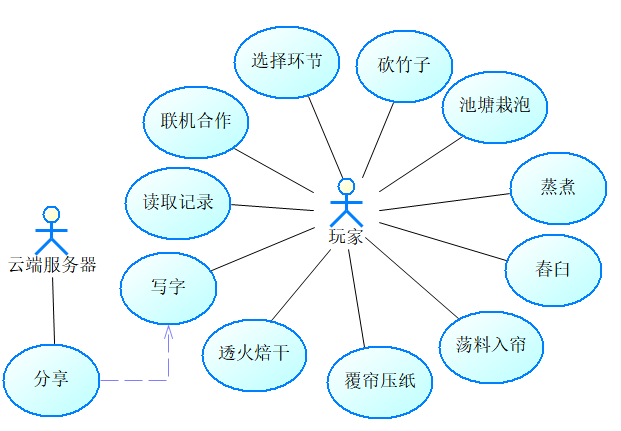 选择环节
砍竹子
池塘栽泡
联机合作
蒸煮
读取记录
玩家
云端服务器
舂臼
写字
荡料入帘
透火焙干
覆帘压纸
分享